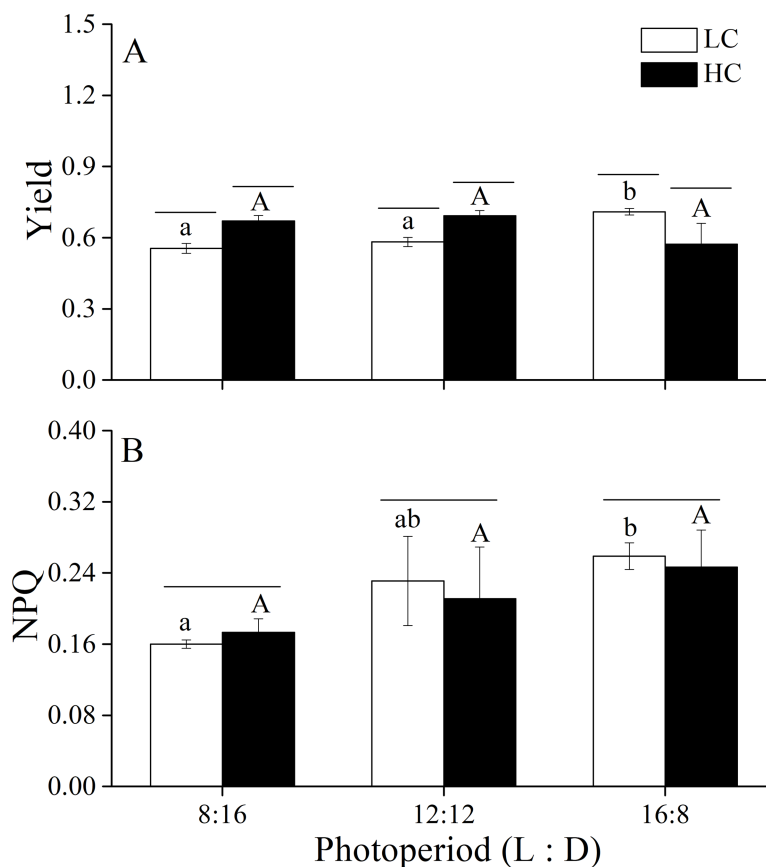 A
LC
HC
1.5
1.2
0.9
0.6
0.3
0.0
Yield
a A a A b A
B
0.40
0.32
0.24
0.16
0.08
0.00
NPQ
a A ab A b A
8:16 12:12 16:8
Photoperiod (L : D)